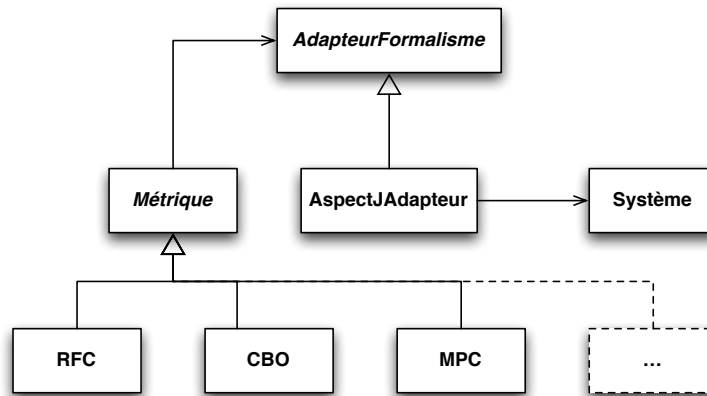 AdapteurFormalisme
Métrique
AspectJAdapteur
Système
RFC
CBO
MPC
...